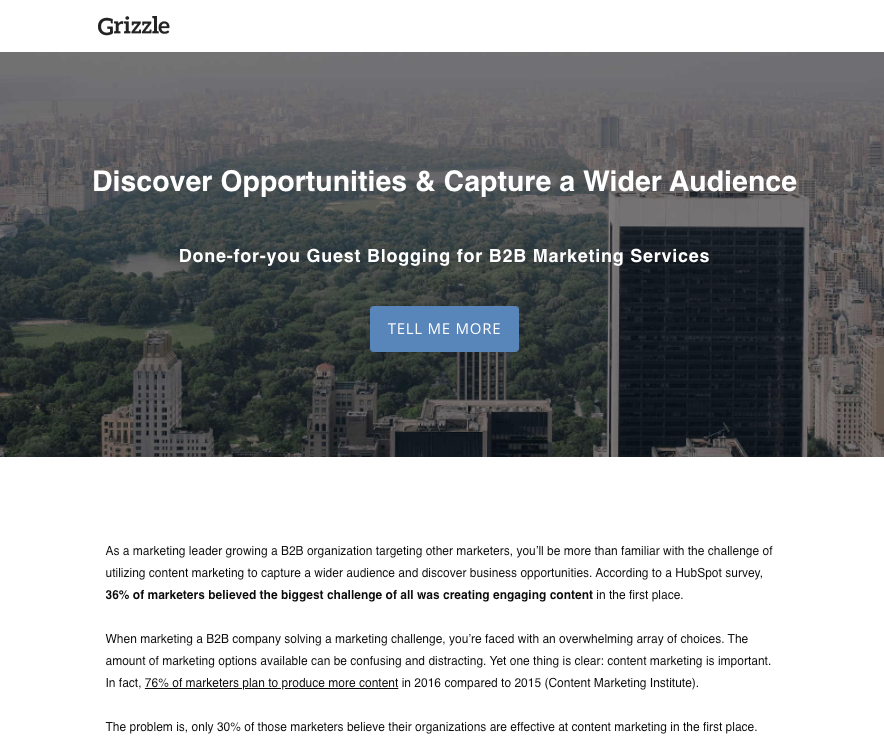 Grizzle
Discover Opportunities & Capture a Wider Audience
Done-for-you Guest Blogging for B2B Marketing Services
TELL ME MORE
As a marketing leader growing a B2B organization targeting other marketers, you’ll be more than familiar with the challenge of
utilizing content marketing to capture a wider audience and discover business opportunities. According to a HubSpot survey,
36% of marketers believed the biggest challenge of all was creating engaging content in the first place.
When marketing a B2B company solving a marketing challenge, you’re faced with an overwhelming array of choices. The
amount of marketing options available can be confusing and distracting. Yet one thing is clear: content marketing is important.
In fact, 76% of marketers plan to produce more content in 2016 compared to 2015 (Content Marketing Institute).
The problem is, only 30% of those marketers believe their organizations are effective at content marketing in the first place.